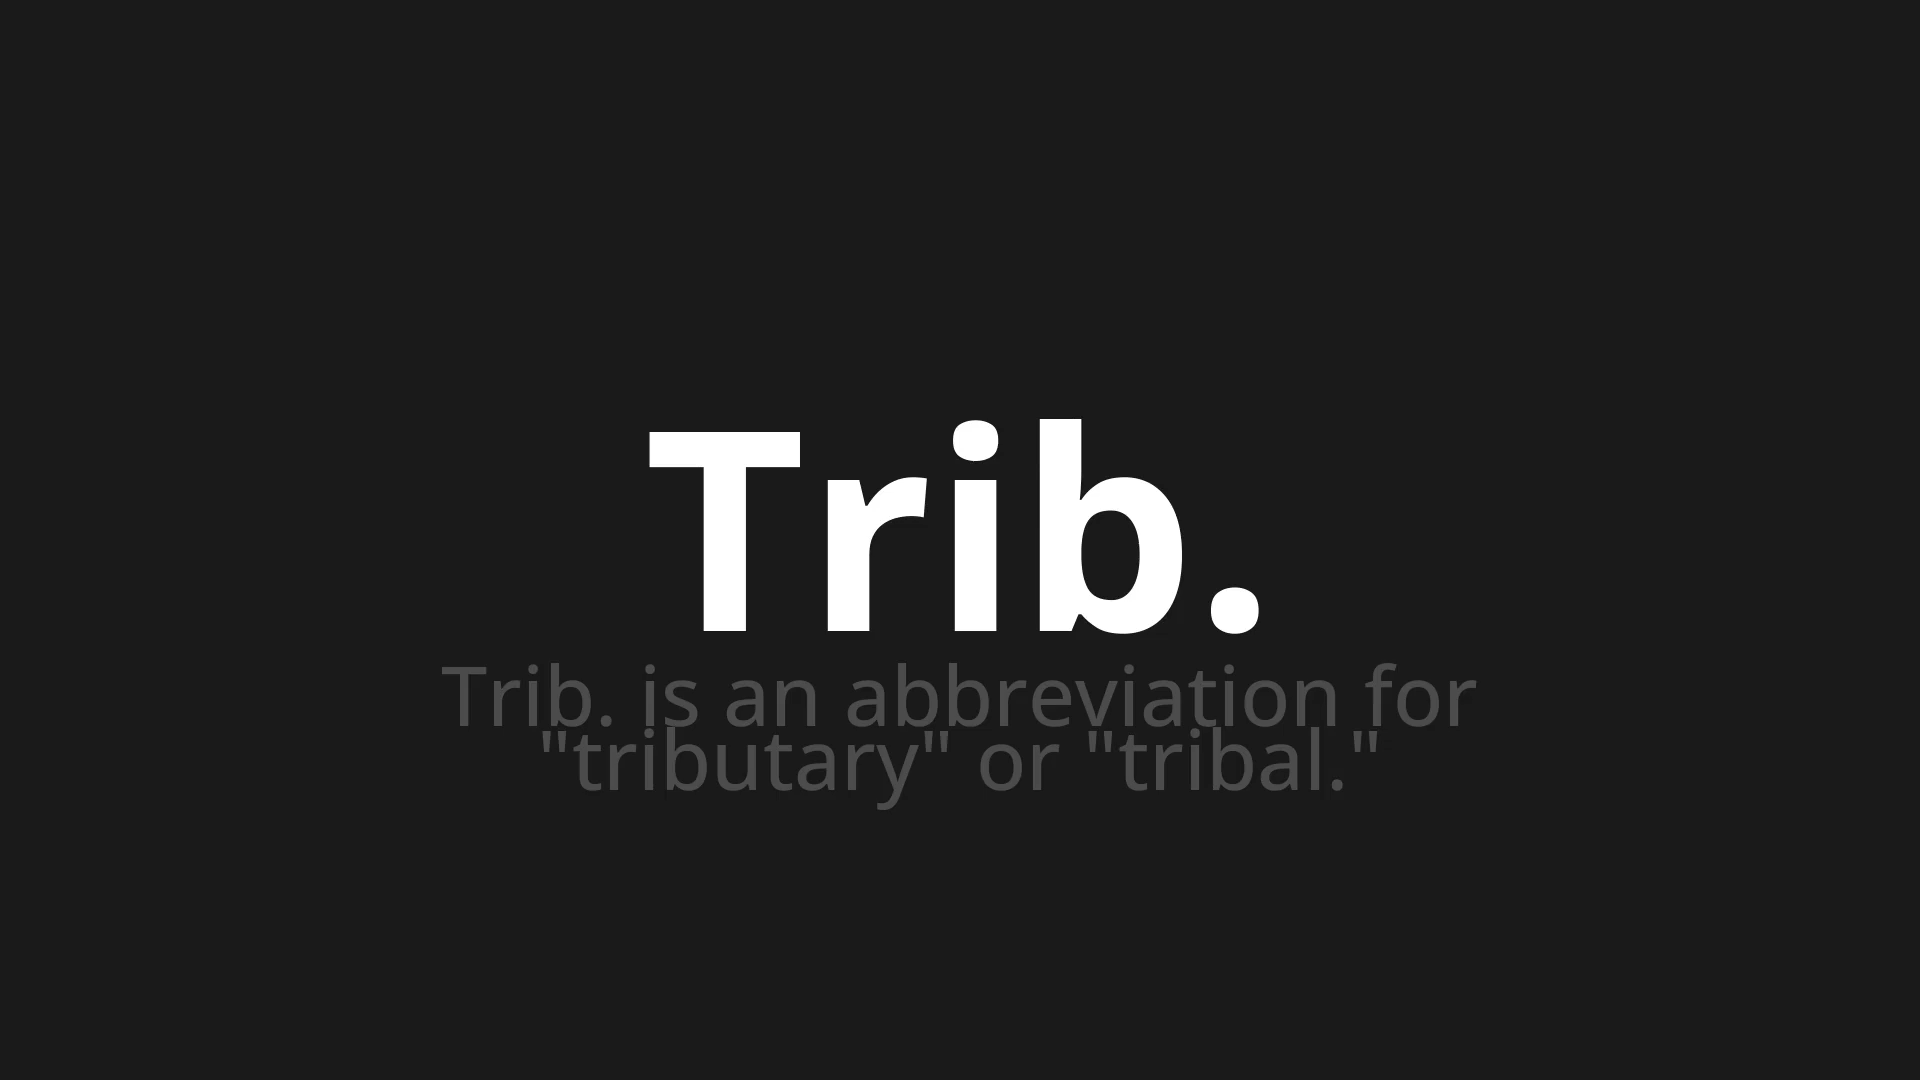 Trib.
Trib. is an abbreviation for
"tributary" or "tribal."